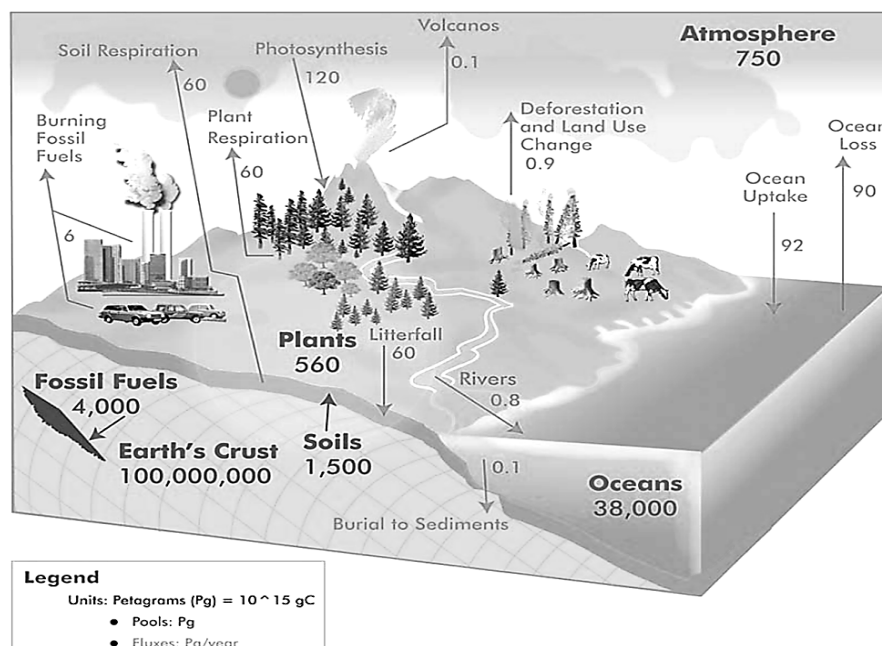 Atmosphere
750
Volcanos
0.1
Photosynthesis
120
Soil Respiration
60
Burning
Fossil
Fuels
6
Plant
Respiration
60
Deforestation
and Land Use
Change
0.9
Ocean
Loss
90
Ocean
Uptake
92
Plants
560
Litterfall
60
Rivers
0.8
Fossil Fuels
4,000
Earth's Crust
100,000,000
Soils
1,500
0.1
Burial to Sediments
Oceans
38,000
Legend
Units: Petagrams (Pg) = 10^15 gC
• Pools: Pg
• Fluxes: Pg/year